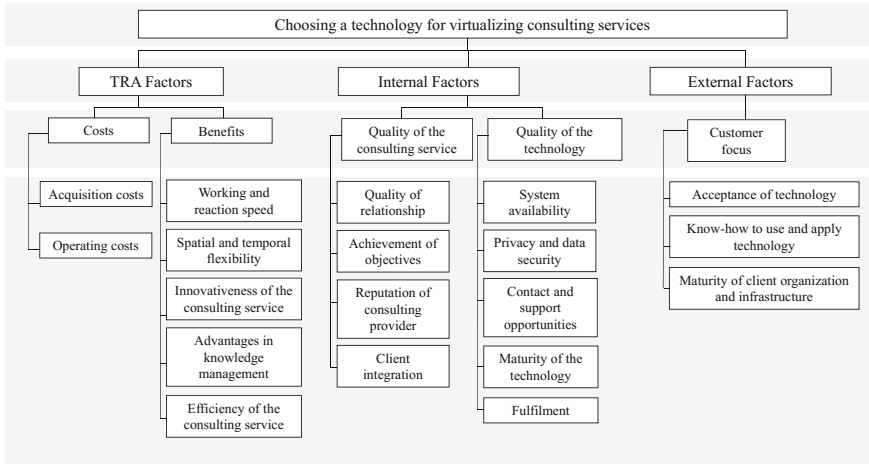 Choosing a technology for virtualizing consulting services
TRA Factors
Internal Factors
External Factors
Costs
Benefits
Quality of the
consulting service
Quality of the
technology
Customer
focus
Acquisition costs
Operating costs
Working and
reaction speed
Spatial and temporal
flexibility
Innovativeness of the
consulting service
Advantages in
knowledge
management
Efficiency of the
consulting service
Quality of
relationship
Achievement of
objectives
Reputation of
consulting
provider
Client
integration
System
availability
Privacy and data
security
Contact and
support
opportunities
Maturity of the
technology
Fulfilment
Acceptance of technology
Know-how to use and apply
technology
Maturity of client organization
and infrastructure